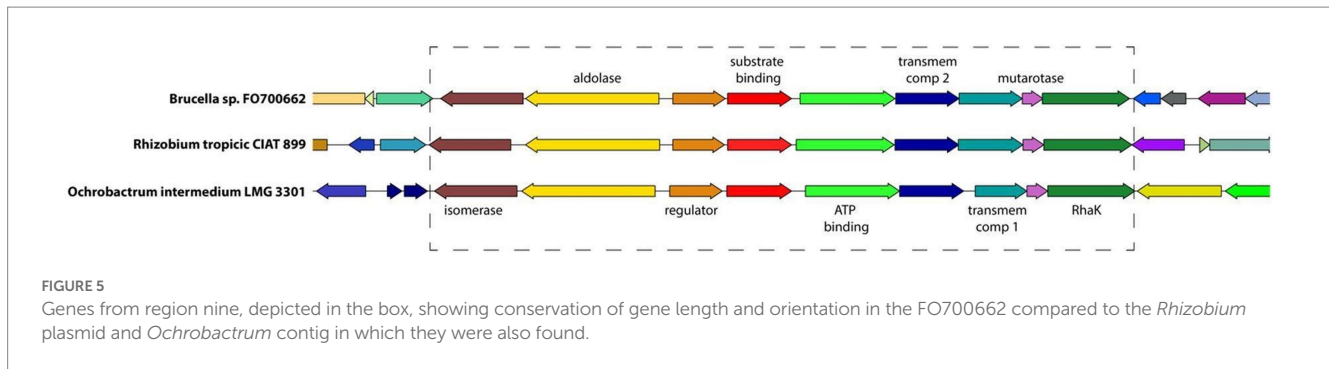 substrate transmem
aldolase binding comp 2 mutarotase
Brucella sp. FO700662
Rhizobium tropicic CIAT 899
Ochrobactrum intermedium LMG 3301
isomerase regulator ATP transmem RhaK
binding comp 1
FIGURE 5
Genes from region nine, depicted in the box, showing conservation of gene length and orientation in the FO700662 compared to the Rhizobium
plasmid and Ochrobactrum contig in which they were also found.